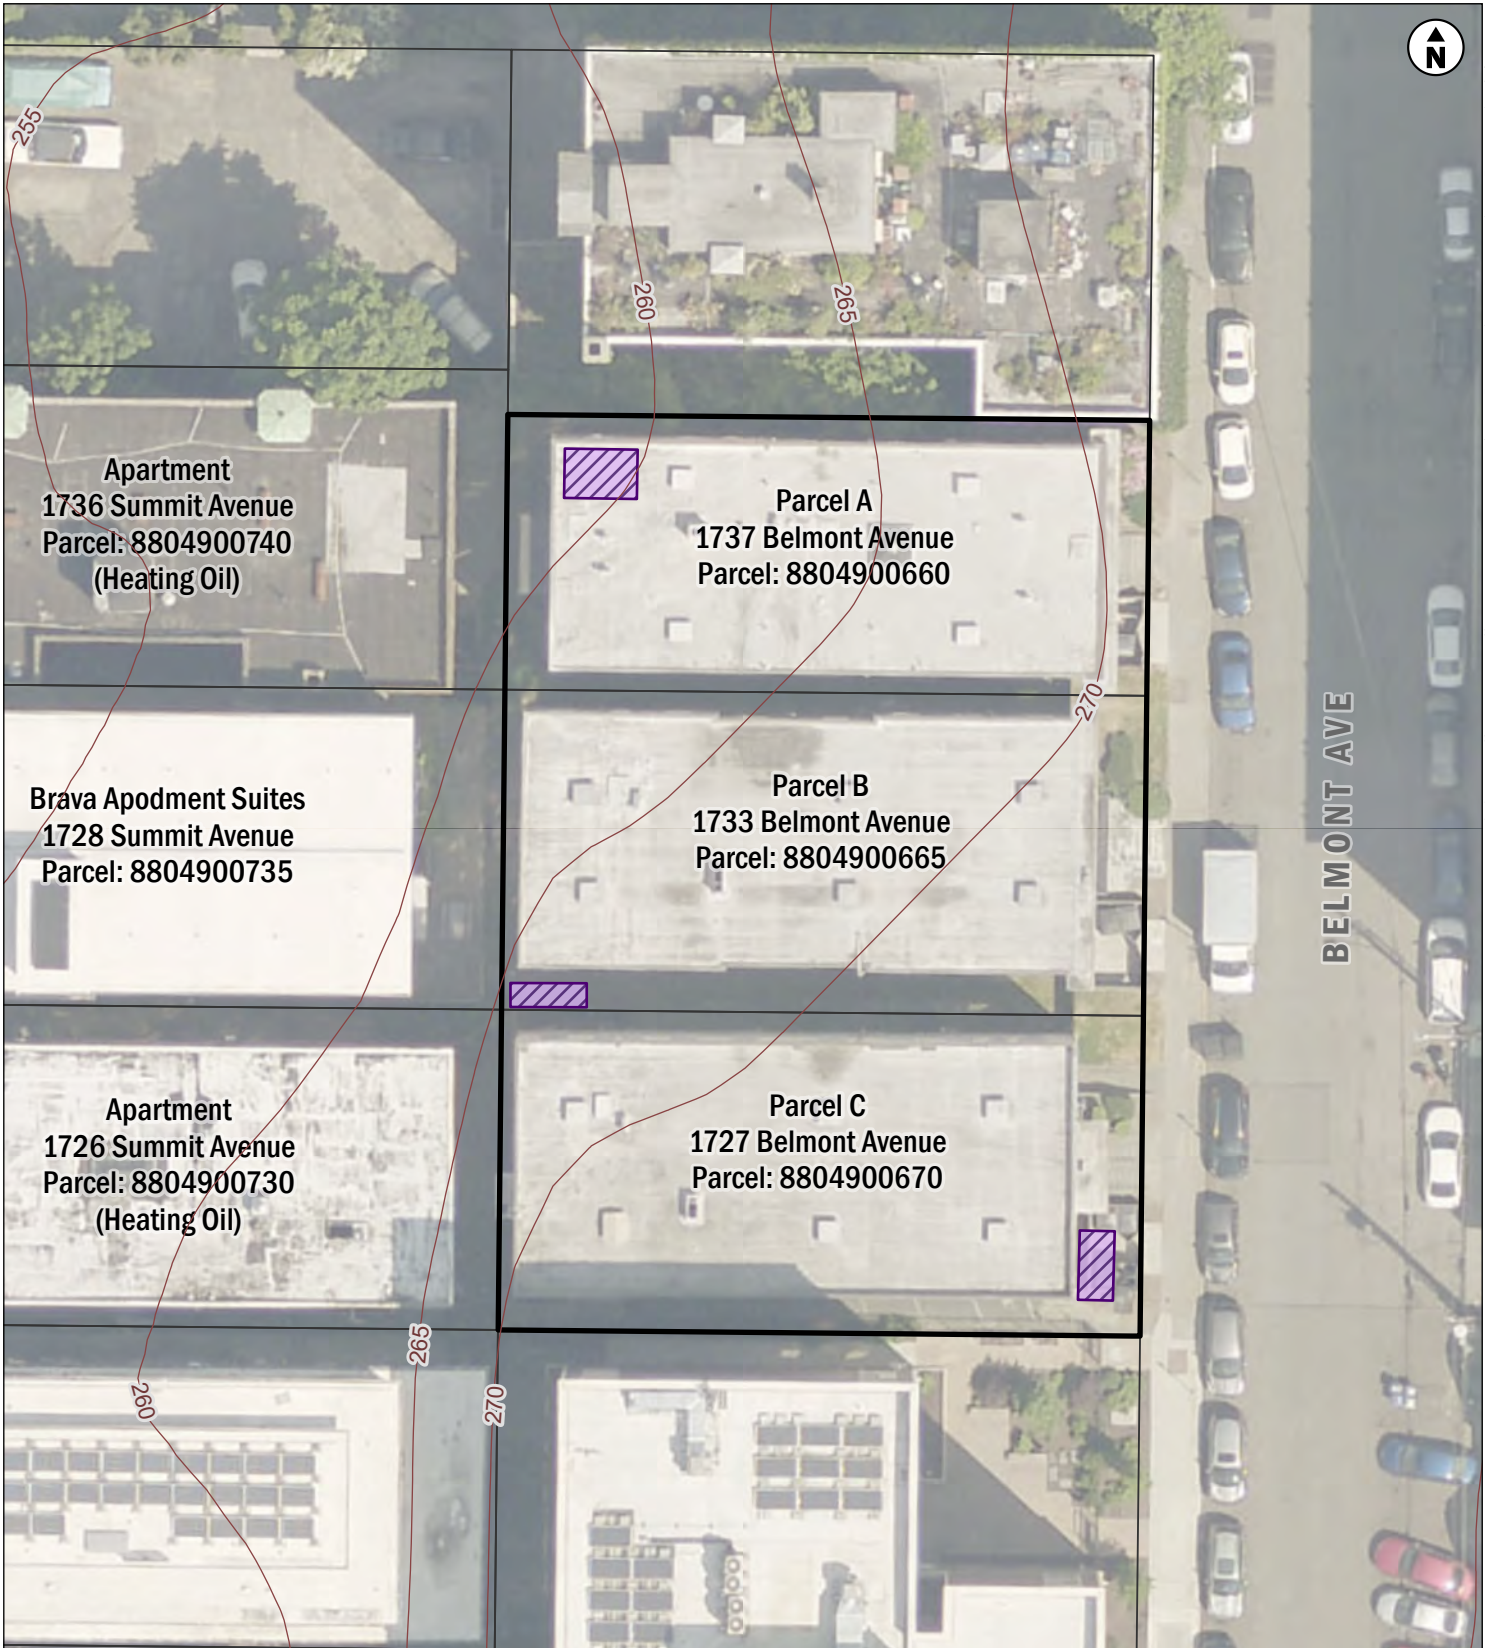 N
255
260
265
Apartment
1736 Summit Avenue
Parcel: 8804900740
(Heating Oil)
Parcel A
1737 Belmont Avenue
Parcel: 8804900660
270
BELMONT AVE
Brava Apodment Suites
1728 Summit Avenue
Parcel: 8804900735
Parcel B
1733 Belmont Avenue
Parcel: 8804900665
Apartment
1726 Summit Avenue
Parcel: 8804900730
(Heating Oil)
Parcel C
1727 Belmont Avenue
Parcel: 8804900670
265
260
270